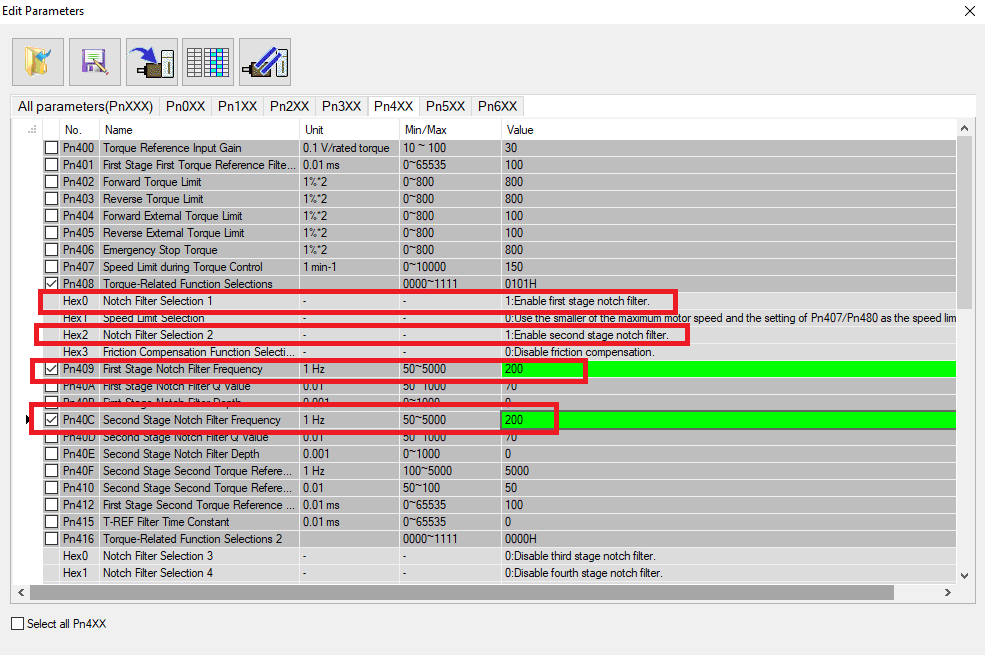 Edit Parameters
All parameters(PnXXX) Pn0XX Pn1XX Pn2XX Pn3XX Pn4XX Pn5XX Pn6XX
No. Name Unit Min/Max Value
Pn400 Torque Reference Input Gain 0.1 V/rated torque 10 ~ 100 30
Pn401 First Stage First Torque Reference Filte... 0.01 ms 0~65535 100
Pn402 Forward Torque Limit 1%*2 0~800 800
Pn403 Reverse Torque Limit 1%*2 0~800 800
Pn404 Forward External Torque Limit 1%*2 0~800 100
Pn405 Reverse External Torque Limit 1%*2 0~800 100
Pn406 Emergency Stop Torque 1%*2 0~800 800
Pn407 Speed Limit during Torque Control 1 min-1 0~10000 150
Pn408 Torque-Related Function Selections 0000~1111 0101H
Hex0 Notch Filter Selection 1 - - 1:Enable first stage notch filter.
Hex1 Speed Limit Selection - - 0:Use the smaller of the maximum motor speed and the setting of Pn407/Pn480 as the speed lim
Hex2 Notch Filter Selection 2 - - 1:Enable second stage notch filter.
Hex3 Friction Compensation Function Selecti... - - 0:Disable friction compensation.
Pn409 First Stage Notch Filter Frequency 1 Hz 50~5000 200
Pn40A First Stage Notch Filter Q Value 0.01 50~1000 70
Pn40B First Stage Notch Filter Depth 0.001 0~1000 0
Pn40C Second Stage Notch Filter Frequency 1 Hz 50~5000 200
Pn40D Second Stage Notch Filter Q Value 0.01 50~1000 70
Pn40E Second Stage Notch Filter Depth 0.001 0~1000 0
Pn40F Second Stage Second Torque Refere... 1 Hz 100~5000 5000
Pn410 Second Stage Second Torque Refere... 0.01 50~100 50
Pn412 First Stage Second Torque Reference ... 0.01 ms 0~65535 100
Pn415 T-REF Filter Time Constant 0.01 ms 0~65535 0
Pn416 Torque-Related Function Selections 2 0000~1111 0000H
Hex0 Notch Filter Selection 3 - - 0:Disable third stage notch filter.
Hex1 Notch Filter Selection 4 - - 0:Disable fourth stage notch filter.
Select all Pn4XX